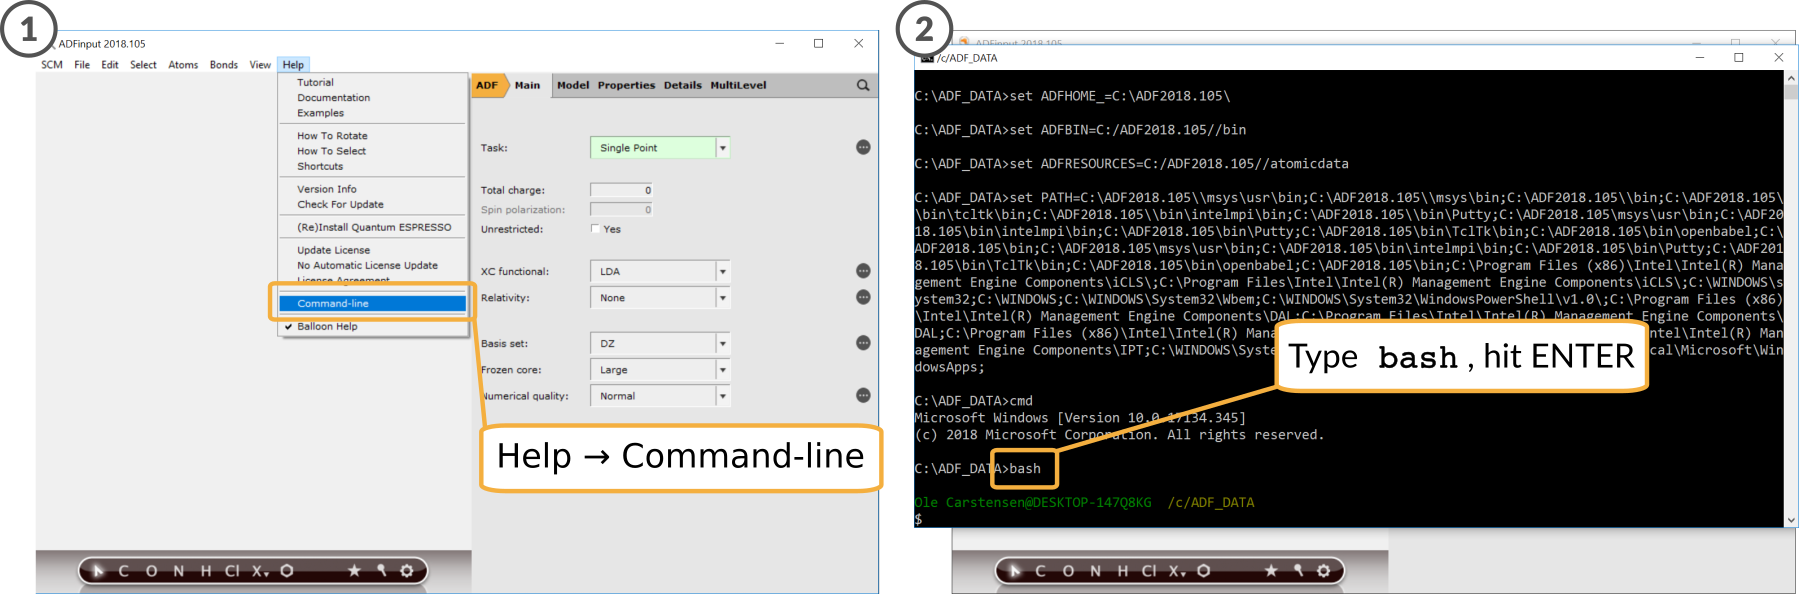 1
ADFinput 2018.105
SCM File Edit Select Atoms Bonds View Help
Tutorial
Documentation
Examples
How To Rotate
How To Select
Shortcuts
Version Info
Check For Update
(Re)Install Quantum ESPRESSO
Update License
No Automatic License Update
License Agreement
Command-line
✓ Balloon Help
ADF Main Model Properties Details MultiLevel
Task: Single Point
Total charge: 0
Spin polarization: 0
Unrestricted: Yes
XC functional: LDA
Relativity: None
Basis set: DZ
Frozen core: Large
Numerical quality: Normal
Help → Command-line
C O N H Cl X
2
ADFinput 2018.105
/c/ADF_DATA
C:\ADF_DATA>set ADFHOME_=C:\ADF2018.105\
C:\ADF_DATA>set ADFBIN=C:/ADF2018.105//bin
C:\ADF_DATA>set ADFRESOURCES=C:/ADF2018.105//atomicdata
C:\ADF_DATA>set PATH=C:\ADF2018.105\\msys\usr\bin;C:\ADF2018.105\\msys\bin;C:\ADF2018.105\\bin;C:\ADF2018.105\
\bin\tcltk\bin;C:\ADF2018.105\\bin\intelmpi\bin;C:\ADF2018.105\\bin\Putty;C:\ADF2018.105\msys\usr\bin;C:\ADF20
18.105\bin\intelmpi\bin;C:\ADF2018.105\bin\Putty;C:\ADF2018.105\bin\TclTk\bin;C:\ADF2018.105\bin\openbabel;C:\
ADF2018.105\bin;C:\ADF2018.105\msys\usr\bin;C:\ADF2018.105\bin\intelmpi\bin;C:\ADF2018.105\bin\Putty;C:\ADF201
8.105\bin\TclTk\bin;C:\ADF2018.105\bin\openbabel;C:\ADF2018.105\bin;C:\Program Files (x86)\Intel\Intel(R) Mana
gement Engine Components\iCLS\;C:\Program Files\Intel\Intel(R) Management Engine Components\iCLS\;C:\WINDOWS\s
ystem32;C:\WINDOWS;C:\WINDOWS\System32\Wbem;C:\WINDOWS\System32\WindowsPowerShell\v1.0\;C:\Program Files (x86)
\Intel\Intel(R) Management Engine Components\DAL;C:\Program Files\Intel\Intel(R) Management Engine Components\
DAL;C:\Program Files (x86)\Intel\Intel(R) Mana ntel\Intel(R) Man
agement Engine Components\IPT;C:\WINDOWS\Syste cal\Microsoft\Win
dowsApps;
Type bash , hit ENTER
C:\ADF_DATA>cmd
Microsoft Windows [Version 10.0.17134.345]
(c) 2018 Microsoft Corporation. All rights reserved.
C:\ADF_DATA>bash
Ole Carstensen@DESKTOP-147Q8KG /c/ADF_DATA
$
C O N H Cl X